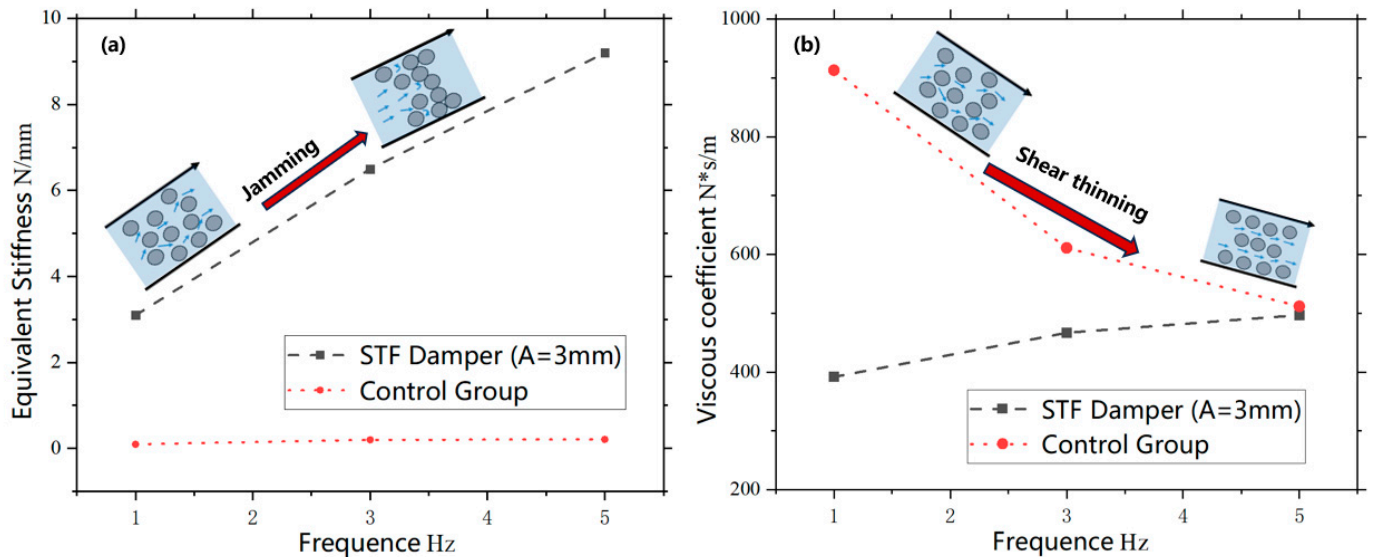 (a)
Equivalent Stiffness N/mm
10
8
6
4
2
0
Jamming
STF Damper (A=3mm)
Control Group
1
2
3
4
5
Frequence Hz
(b)
Viscous coefficient N*s/m
1000
800
600
400
200
Shear thinning
STF Damper (A=3mm)
Control Group
1
2
3
4
5
Frequence Hz